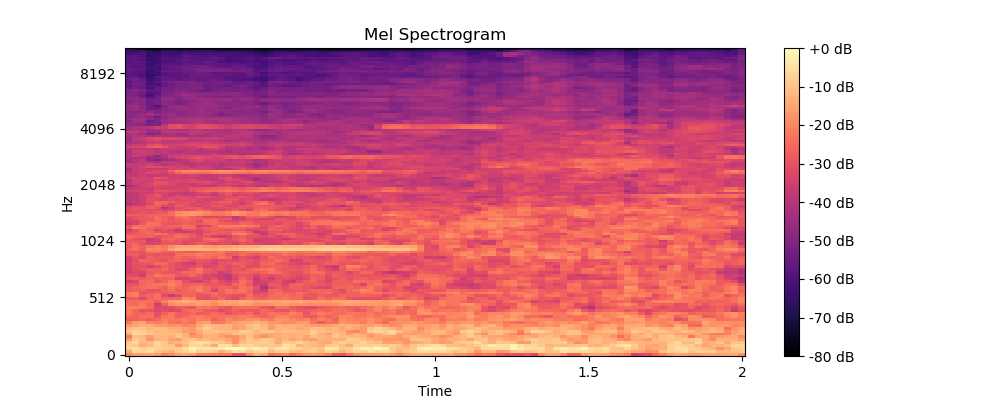 Mel Spectrogram
Hz
8192
4096
2048
1024
512
0
0 0.5 1 1.5 2
Time
+0 dB
-10 dB
-20 dB
-30 dB
-40 dB
-50 dB
-60 dB
-70 dB
-80 dB